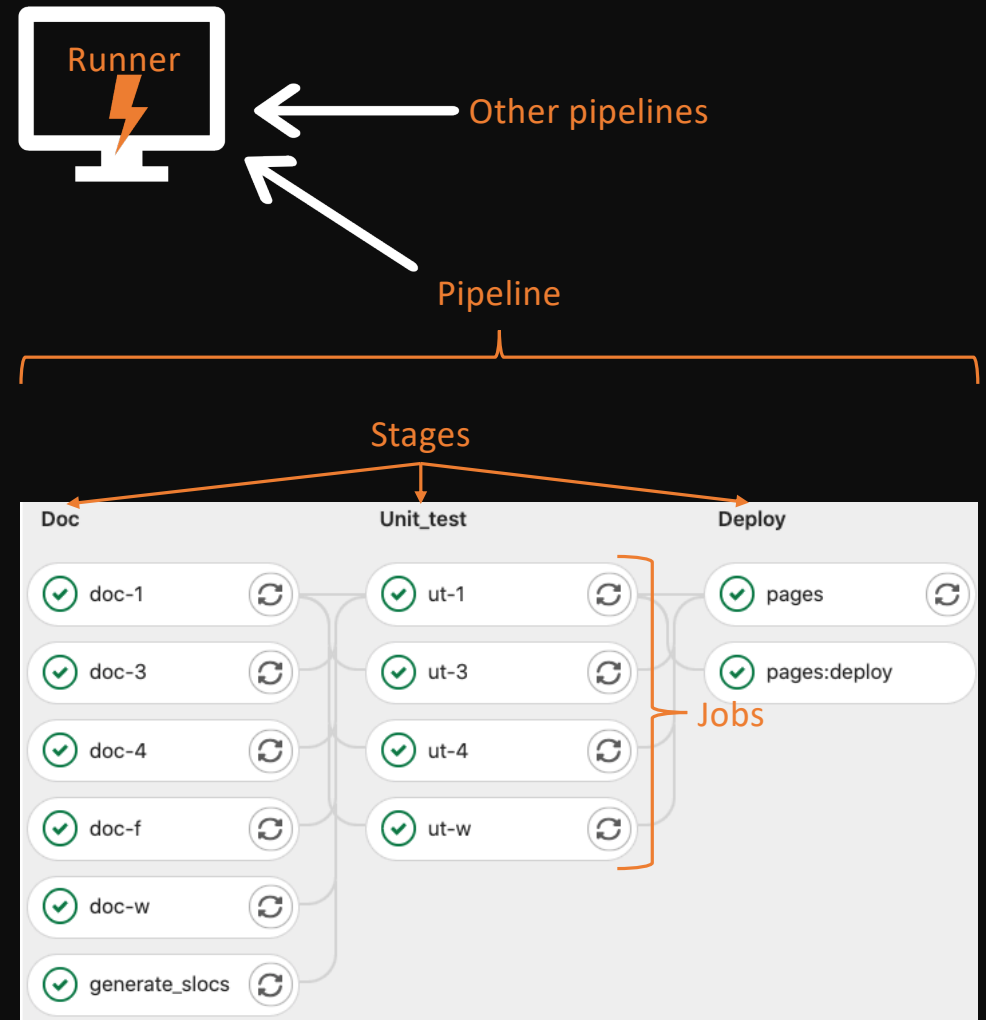 Runner
Other pipelines
Pipeline
Stages
Doc
Unit_test
Deploy
doc-1
ut-1
pages
doc-3
ut-3
pages:deploy
Jobs
doc-4
ut-4
doc-f
ut-w
doc-w
generate_slocs